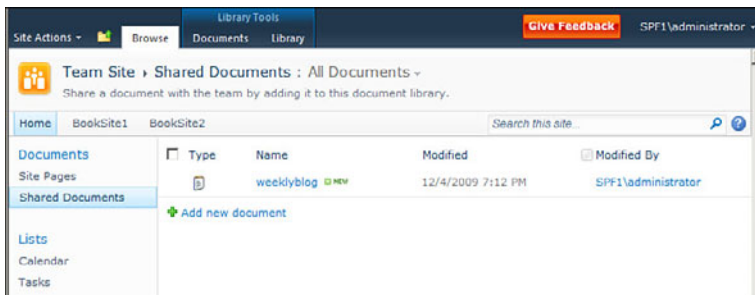 Library Tools
Site Actions Browse Documents Library Give Feedback SPF1\administrator
Team Site › Shared Documents : All Documents
Share a document with the team by adding it to this document library.
Home BookSite1 BookSite2 Search this site...
Documents Type Name Modified Modified By
Site Pages weeklyblog NEW 12/4/2009 7:12 PM SPF1\administrator
Shared Documents Add new document
Lists
Calendar
Tasks